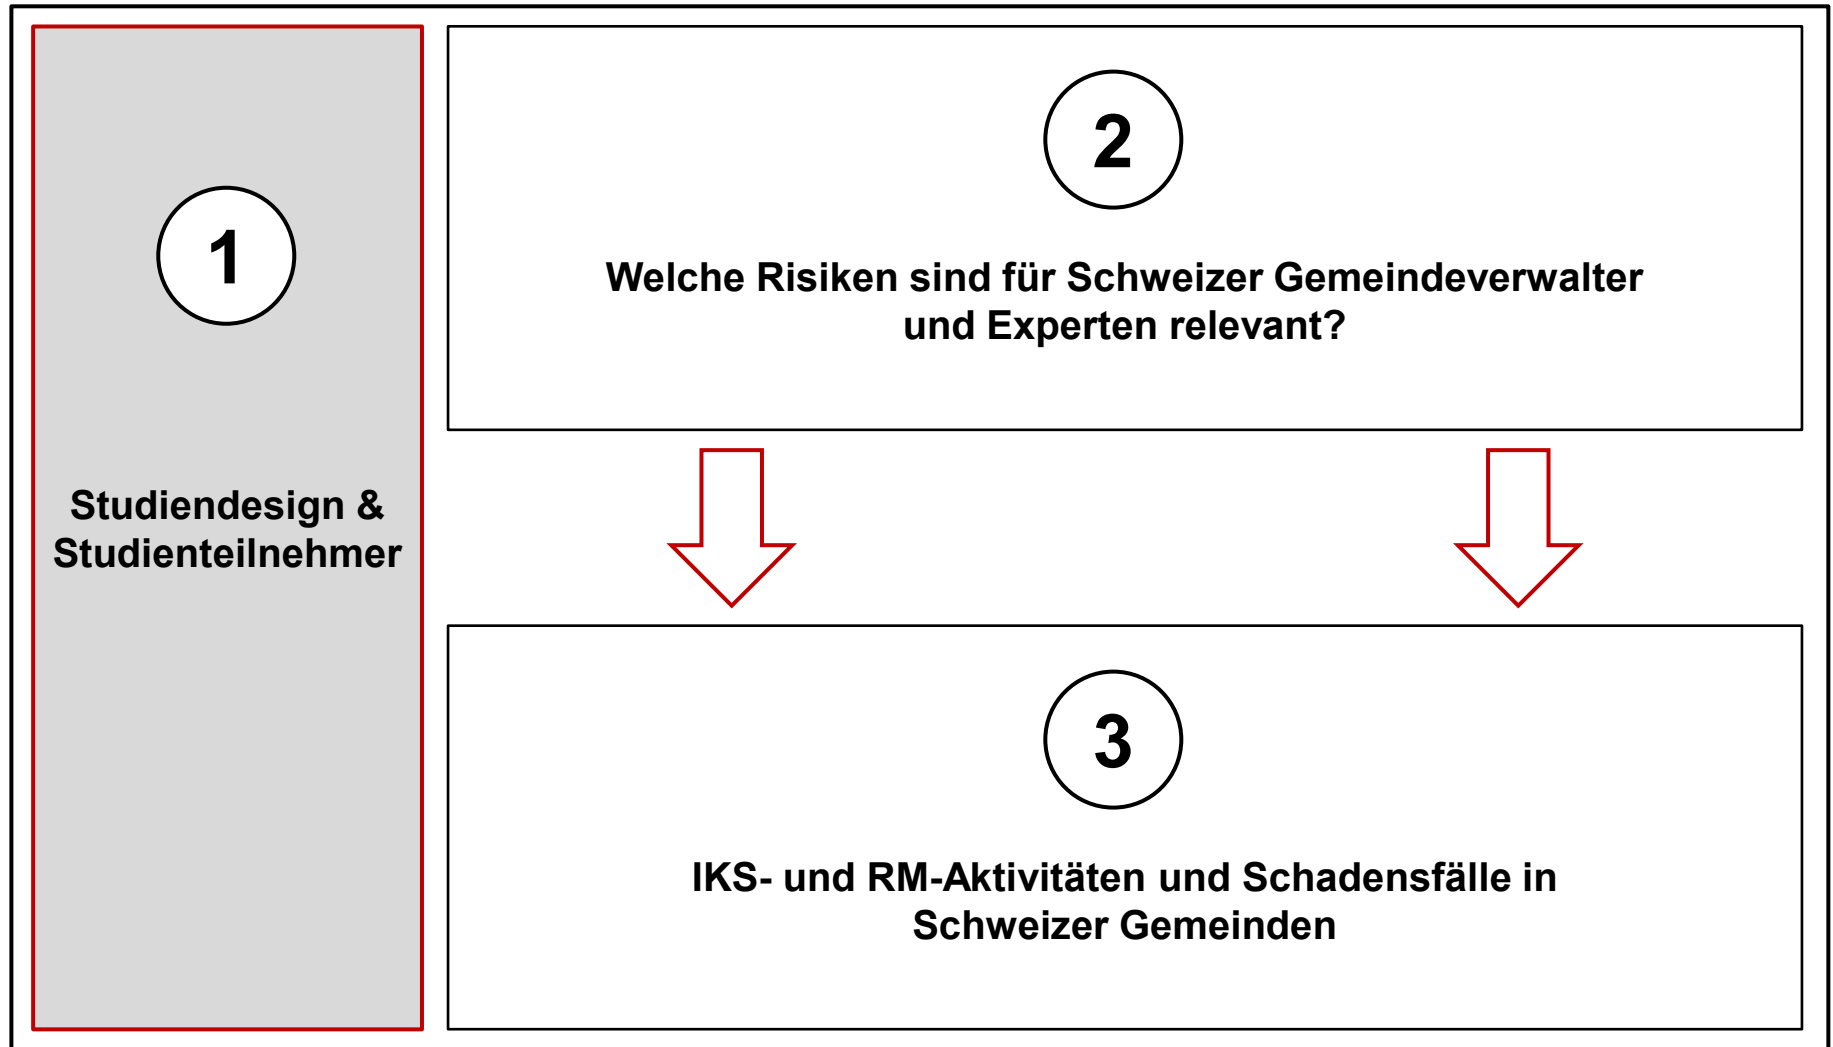 1
Studiendesign &
Studienteilnehmer
2
Welche Risiken sind für Schweizer Gemeindeverwalter
und Experten relevant?
3
IKS- und RM-Aktivitäten und Schadensfälle in
Schweizer Gemeinden